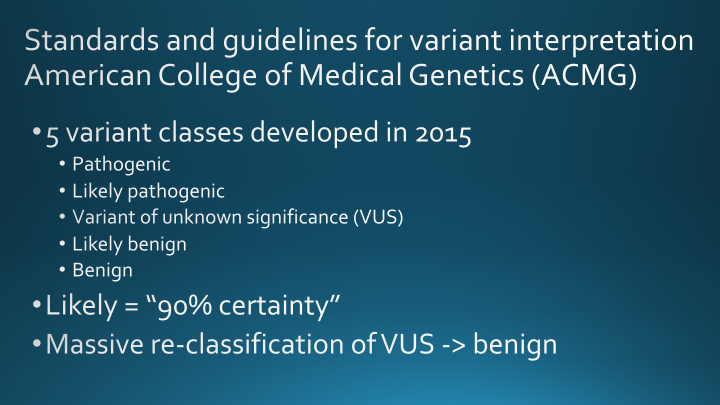 Standards and guidelines for variant interpretation
American College of Medical Genetics (ACMG)
• 5 variant classes developed in 2015
• Pathogenic
• Likely pathogenic
• Variant of unknown significance (VUS)
• Likely benign
• Benign
• Likely = “90% certainty”
• Massive re-classification of VUS -> benign